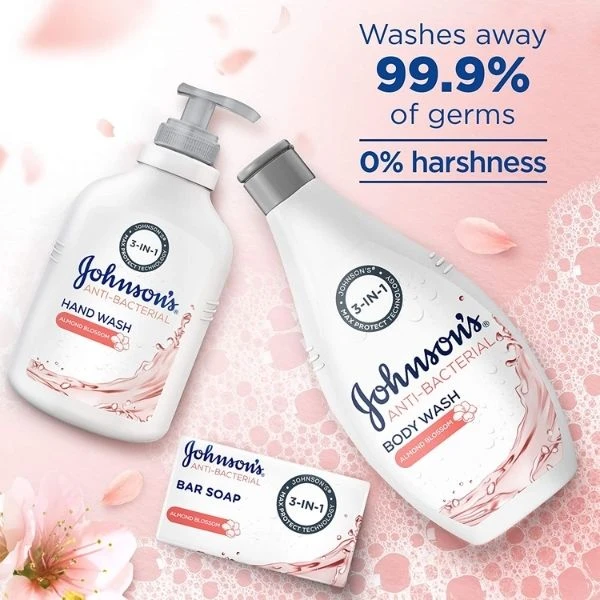 Washes away
99.9%
of germs
0% harshness
3-IN-1
JOHNSON'S®
MAX PROTECT TECHNOLOGY
Johnson's®
ANTI-BACTERIAL
HAND WASH
ALMOND BLOSSOM
3-IN-1
JOHNSON'S®
MAX PROTECT TECHNOLOGY
Johnson's®
ANTI-BACTERIAL
BODY WASH
ALMOND BLOSSOM
Johnson's®
ANTI-BACTERIAL
BAR SOAP
ALMOND BLOSSOM
JOHNSON'S®
3-IN-1
MAX PROTECT TECHNOLOGY